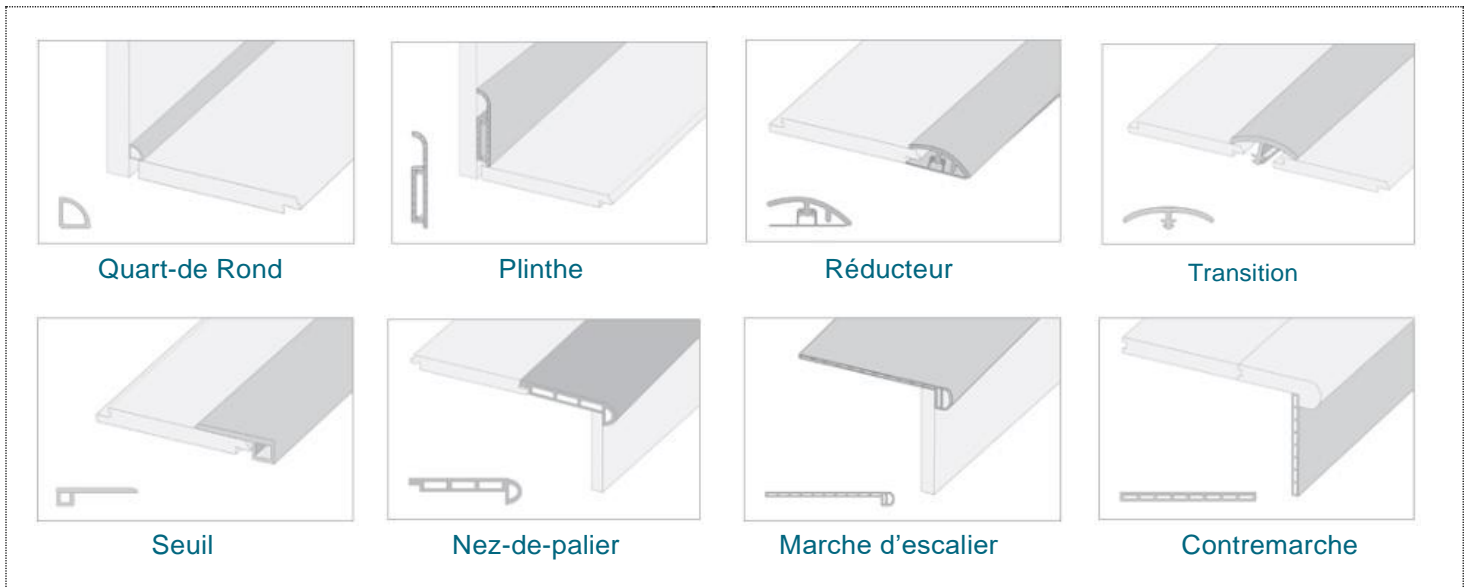 Quart-de Rond
Plinthe
Réducteur
Transition
Seuil
Nez-de-palier
Marche d'escalier
Contremarche